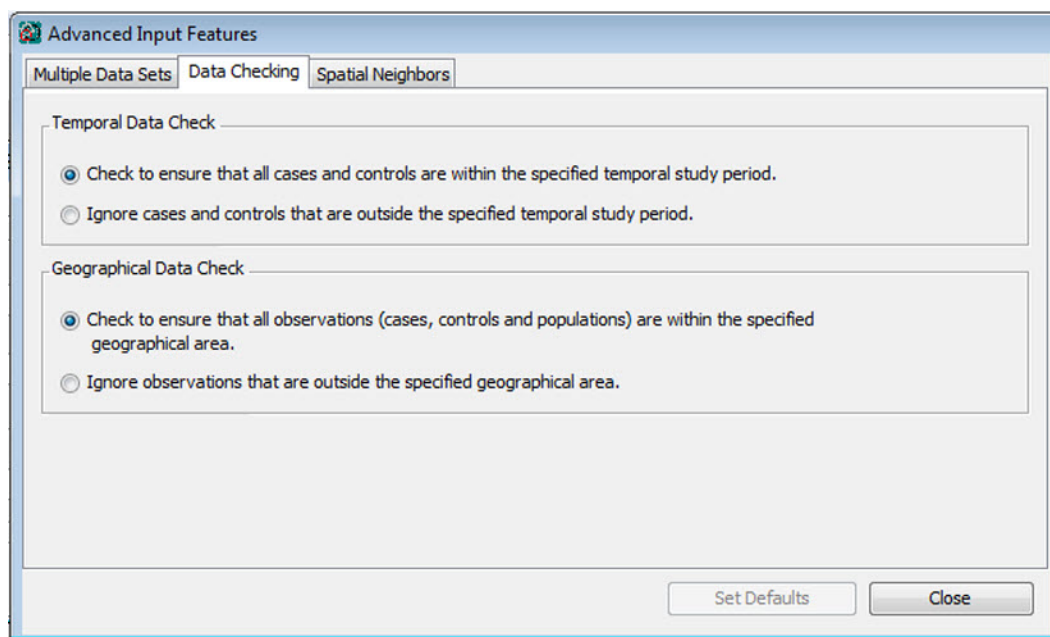 Advanced Input Features
Multiple Data Sets
Data Checking
Spatial Neighbors
Temporal Data Check
Check to ensure that all cases and controls are within the specified temporal study period.
Ignore cases and controls that are outside the specified temporal study period.
Geographical Data Check
Check to ensure that all observations (cases, controls and populations) are within the specified
geographical area.
Ignore observations that are outside the specified geographical area.
Set Defaults
Close